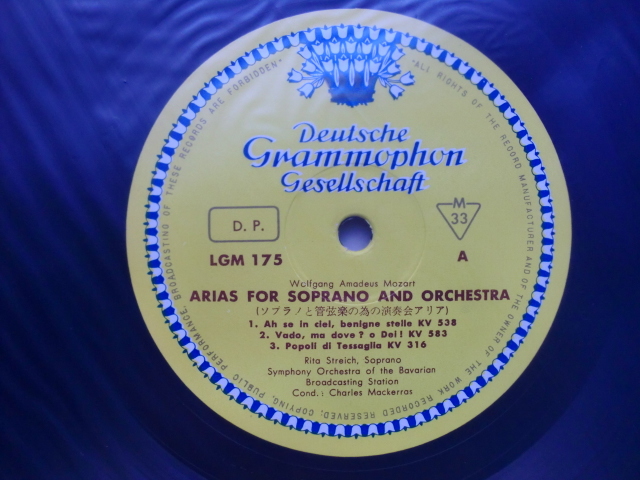 "ALL RIGHTS OF THE RECORD MANUFACTURER AND OF THE OWNER OF THE WORK RECORDED RESERVED; COPYING, PUBLIC PERFORMANCE, BROADCASTING OF THESE RECORDS ARE FORBIDDEN"
Deutsche
Grammophon
Gesellschaft
D. P.
M
33
LGM 175
A
Wolfgang Amadeus Mozart
ARIAS FOR SOPRANO AND ORCHESTRA
(ソプラノと管弦楽の為の演奏会アリア)
1. Ah se in ciel, benigne stelle KV 538
2. Vado, ma dove? o Dei! KV 583
3. Popoli di Tessaglia KV 316
Rita Streich, Soprano
Symphony Orchestra of the Bavarian
Broadcasting Station
Cond.: Charles Mackerras